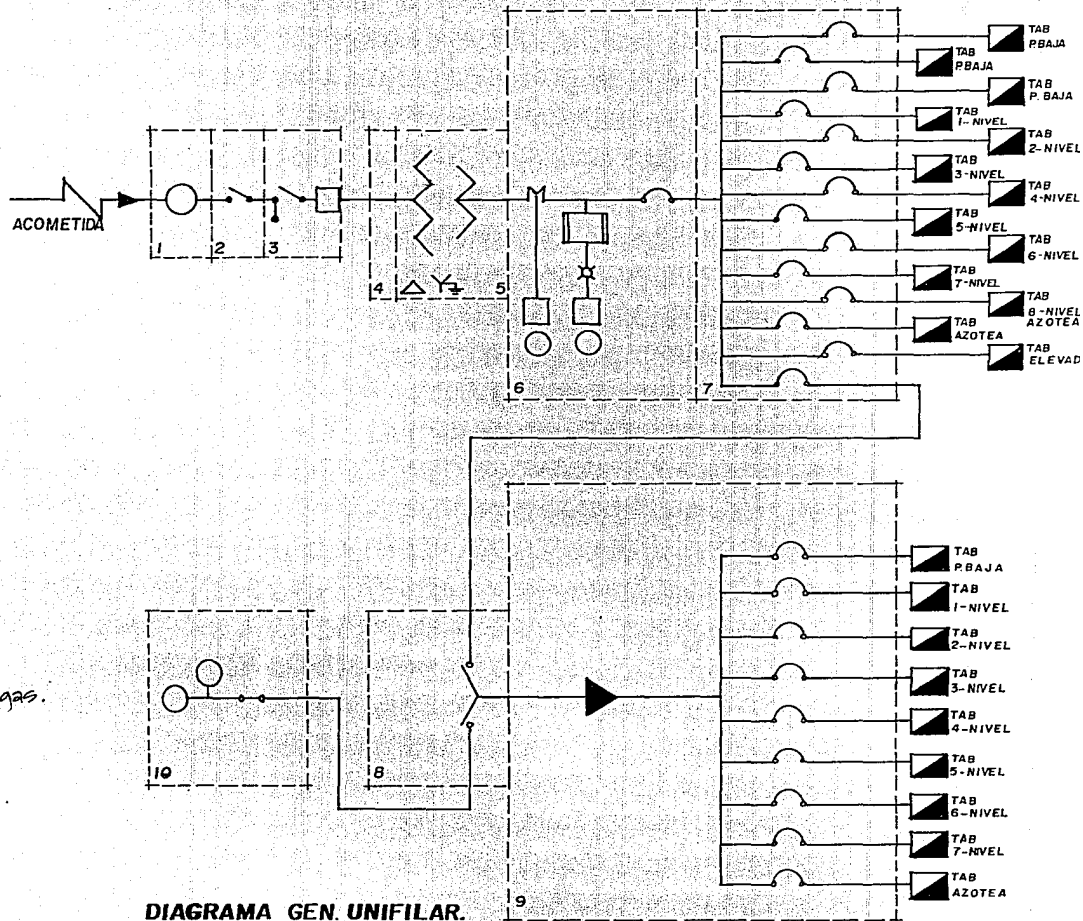 TAB
P.BAJA
TAB
P.BAJA
TAB
P. BAJA
TAB
1-NIVEL
TAB
2-NIVEL
TAB
3-NIVEL
TAB
4-NIVEL
TAB
5-NIVEL
TAB
6-NIVEL
TAB
7-NIVEL
TAB
8-NIVEL
AZOTEA
TAB
AZOTEA
TAB
ELEVAD
ACOMETIDA
1
2
3
4
5
6
7
TAB
P.BAJA
TAB
1-NIVEL
TAB
2-NIVEL
TAB
3-NIVEL
TAB
4-NIVEL
TAB
5-NIVEL
TAB
6-NIVEL
TAB
7-NIVEL
TAB
AZOTEA
gas.
10
8
9
DIAGRAMA GEN. UNIFILAR.